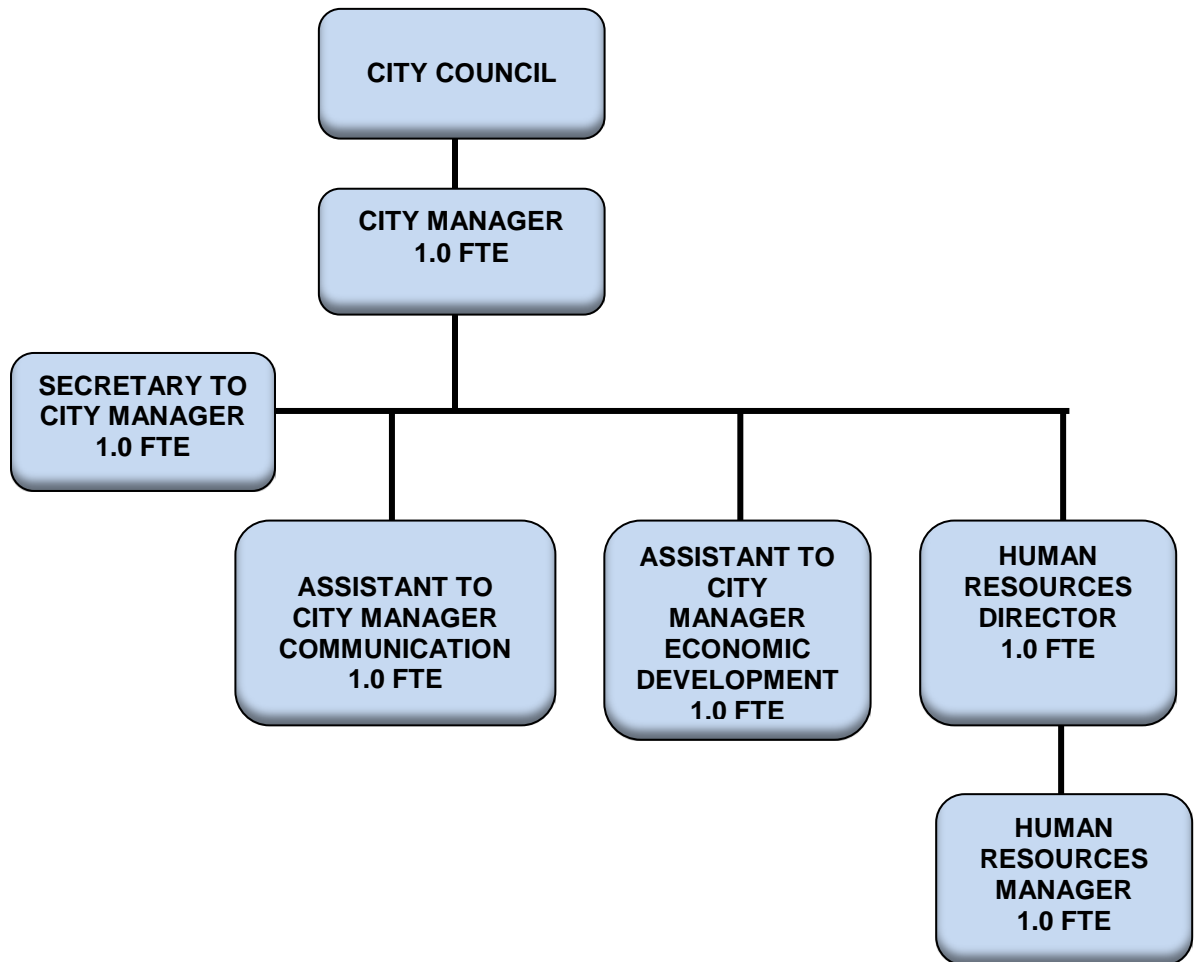 CITY COUNCIL
CITY MANAGER
1.0 FTE
SECRETARY TO
CITY MANAGER
1.0 FTE
ASSISTANT TO
CITY MANAGER
COMMUNICATION
1.0 FTE
ASSISTANT TO
CITY
MANAGER
ECONOMIC
DEVELOPMENT
1.0 FTE
HUMAN
RESOURCES
DIRECTOR
1.0 FTE
HUMAN
RESOURCES
MANAGER
1.0 FTE